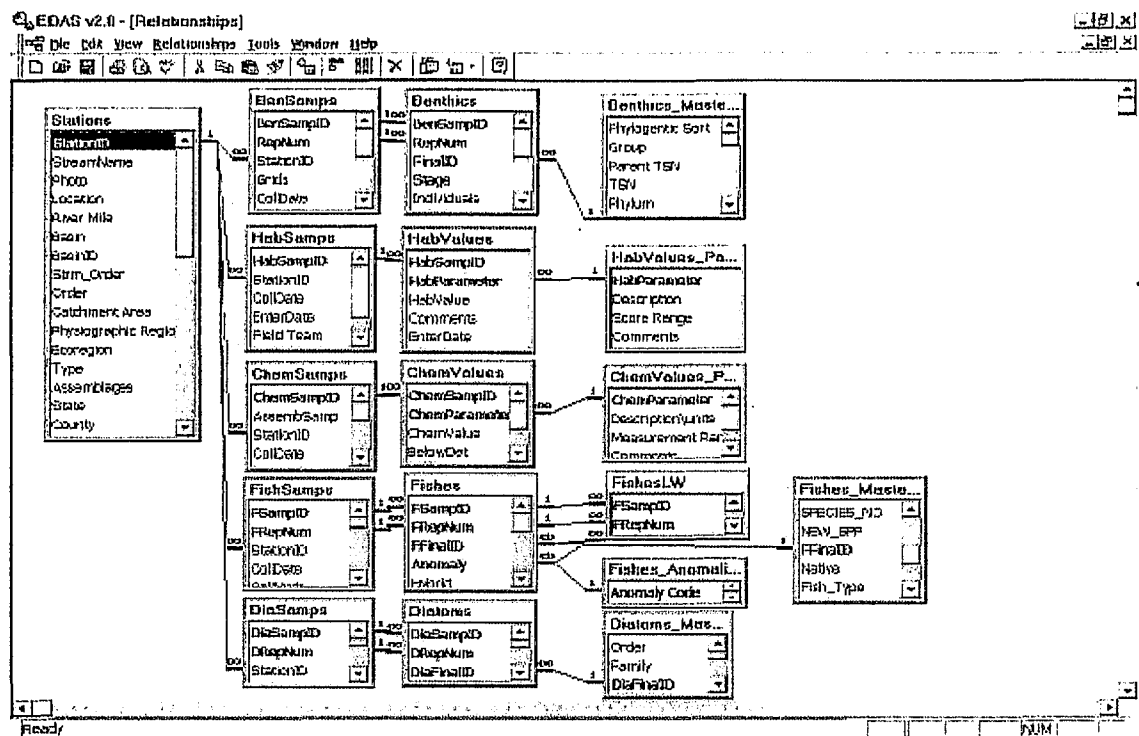 EDAS v2.0 - [Relationships]
File Edit View Relationships Tools Window Help
Stations
StationID
StreamName
Photo
Location
River Mile
Basin
BasinID
Strm_Order
Order
Catchment Area
Physiographic Regio
Ecoregion
Type
Assemblages
State
County
BenSamps
BenSampID
RepNum
StationID
Grids
CollDate
Benthics
BenSampID
RepNum
FinalID
Stage
Individuals
Benthics_Maste...
Phylogentic Sort
Group
Parent TSN
TSN
Phylum
HabSamps
HabSampID
StationID
CollDate
EnterDate
Field Team
HabValues
HabSampID
HabParameter
HabValue
Comments
EnterDate
HabValues_Pa...
HabParameter
Description
Score Range
Comments
ChemSamps
ChemSampID
AssembSamp
StationID
CollDate
ChemValues
ChemSampID
ChemParameter
ChemValue
BelowDet
ChemValues_P...
ChemParameter
Description\units
Measurement Ran
Comments
FishSamps
FSampID
FRepNum
StationID
CollDate
Fishes
FSampID
FRepNum
FFinalID
Anomaly
Hybrid
FishesLW
FSampID
FRepNum
Fishes_Anomali...
Anomaly Code
Fishes_Maste...
SPECIES_NO
NEW_SPP
FFinalID
Native
Fish_Type
DiaSamps
DiaSampID
DRepNum
StationID
Diatoms
DiaSampID
DRepNum
DiaFinalID
Diatoms_Mas...
Order
Family
DiaFinalID
Ready
NUM